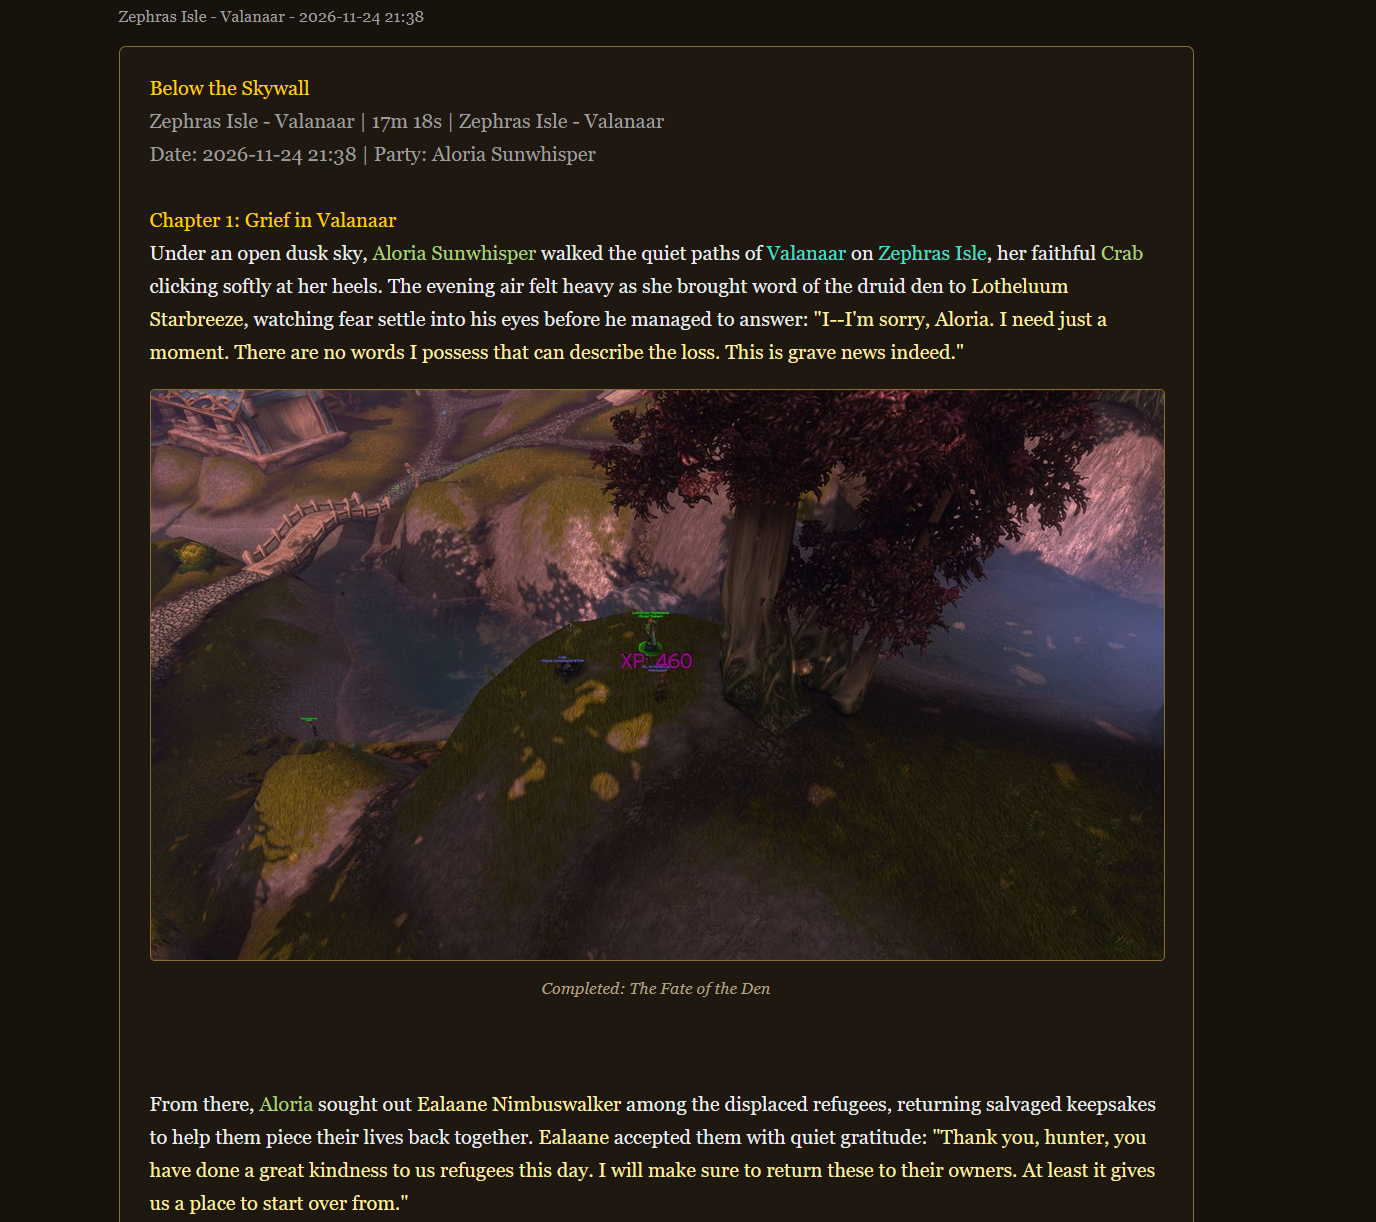 Zephras Isle - Valanaar - 2026-11-24 21:38
Below the Skywall
Zephras Isle - Valanaar | 17m 18s | Zephras Isle - Valanaar
Date: 2026-11-24 21:38 | Party: Aloria Sunwhisper
Chapter 1: Grief in Valanaar
Under an open dusk sky, Aloria Sunwhisper walked the quiet paths of Valanaar on Zephras Isle, her faithful Crab
clicking softly at her heels. The evening air felt heavy as she brought word of the druid den to Lotheluum
Starbreeze, watching fear settle into his eyes before he managed to answer: "I--I'm sorry, Aloria. I need just a
moment. There are no words I possess that can describe the loss. This is grave news indeed."
XP: 460
Completed: The Fate of the Den
From there, Aloria sought out Ealaane Nimbuswalker among the displaced refugees, returning salvaged keepsakes
to help them piece their lives back together. Ealaane accepted them with quiet gratitude: "Thank you, hunter, you
have done a great kindness to us refugees this day. I will make sure to return these to their owners. At least it gives
us a place to start over from."